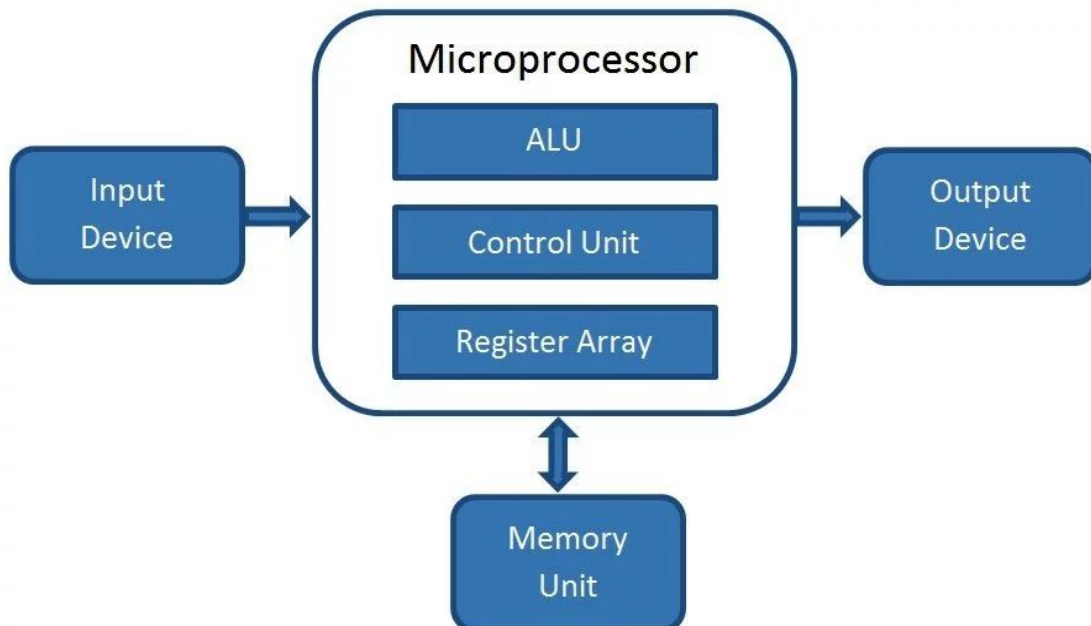 Microprocessor
ALU
Input
Device
Control Unit
Output
Device
Register Array
Memory
Unit